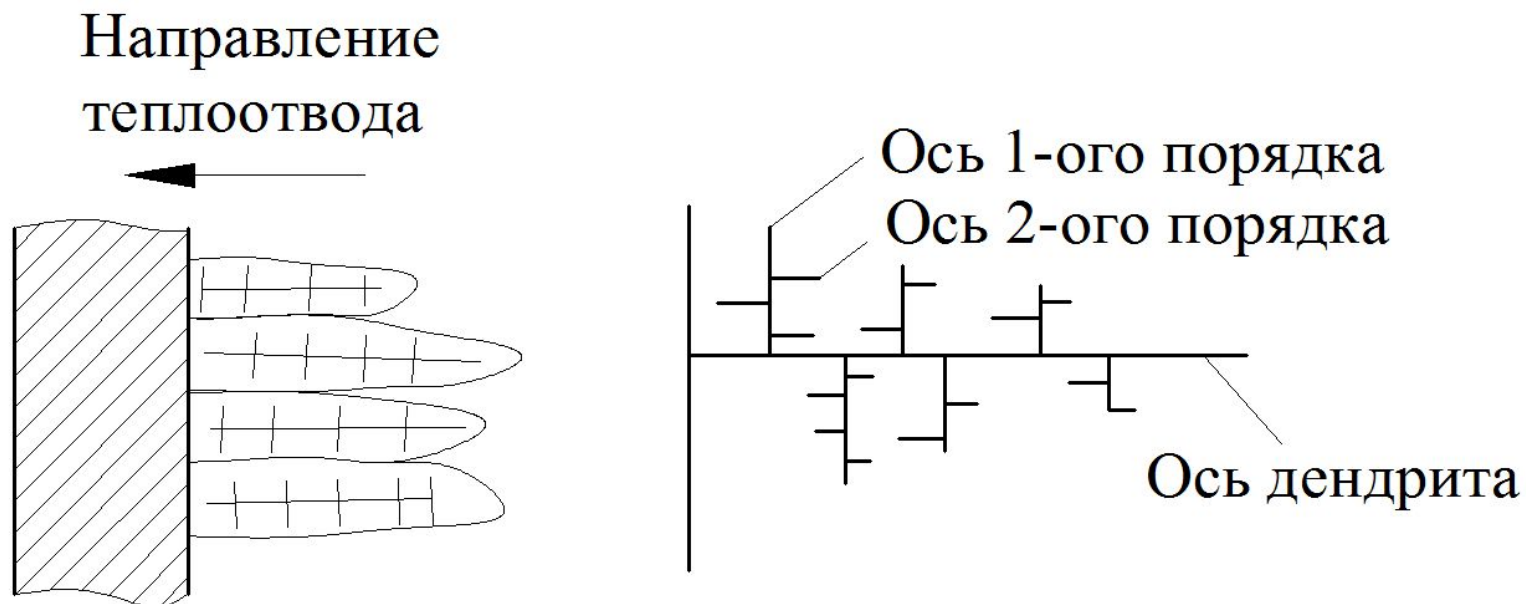 Направление
теплоотвода
Ось 1-ого порядка
Ось 2-ого порядка
Ось дендрита